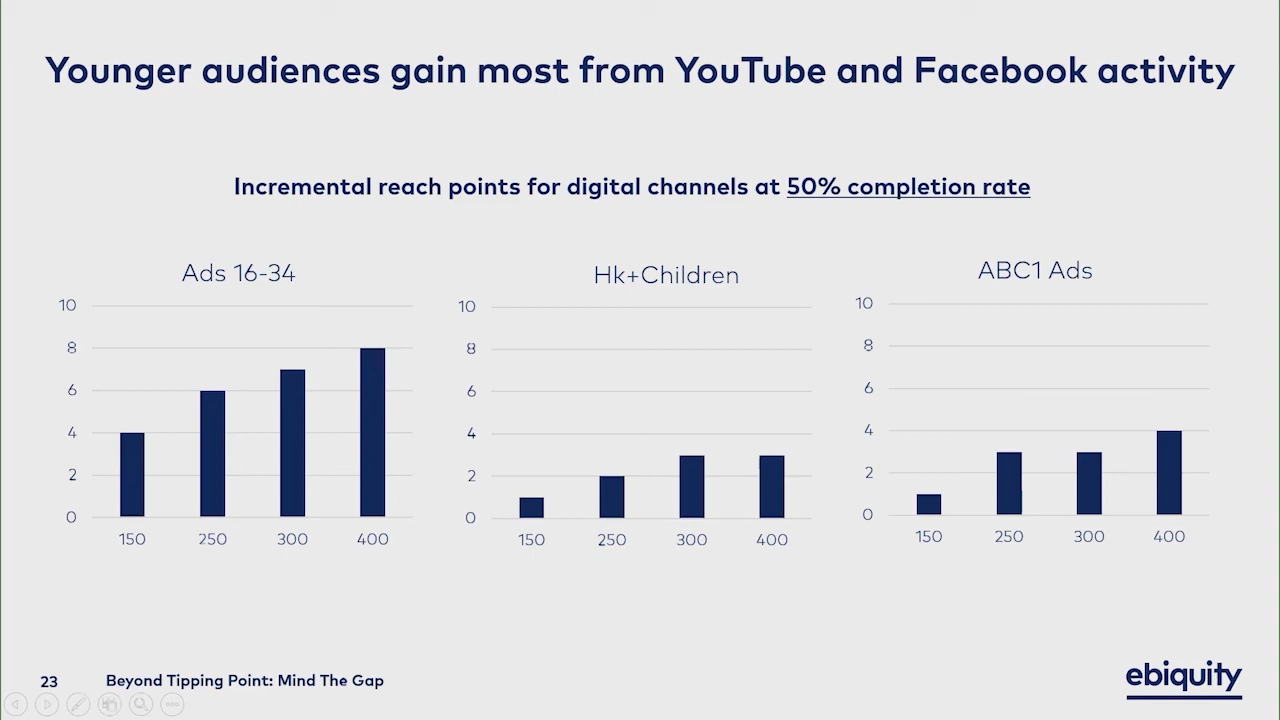 Younger audiences gain most from YouTube and Facebook activity
Incremental reach points for digital channels at 50% completion rate
Ads 16-34
10
8
6
4
2
0
150 250 300 400
Hk+Children
10
8
6
4
2
0
150 250 300 400
ABC1 Ads
10
8
6
4
2
0
150 250 300 400
23 Beyond Tipping Point: Mind The Gap
ebiquity